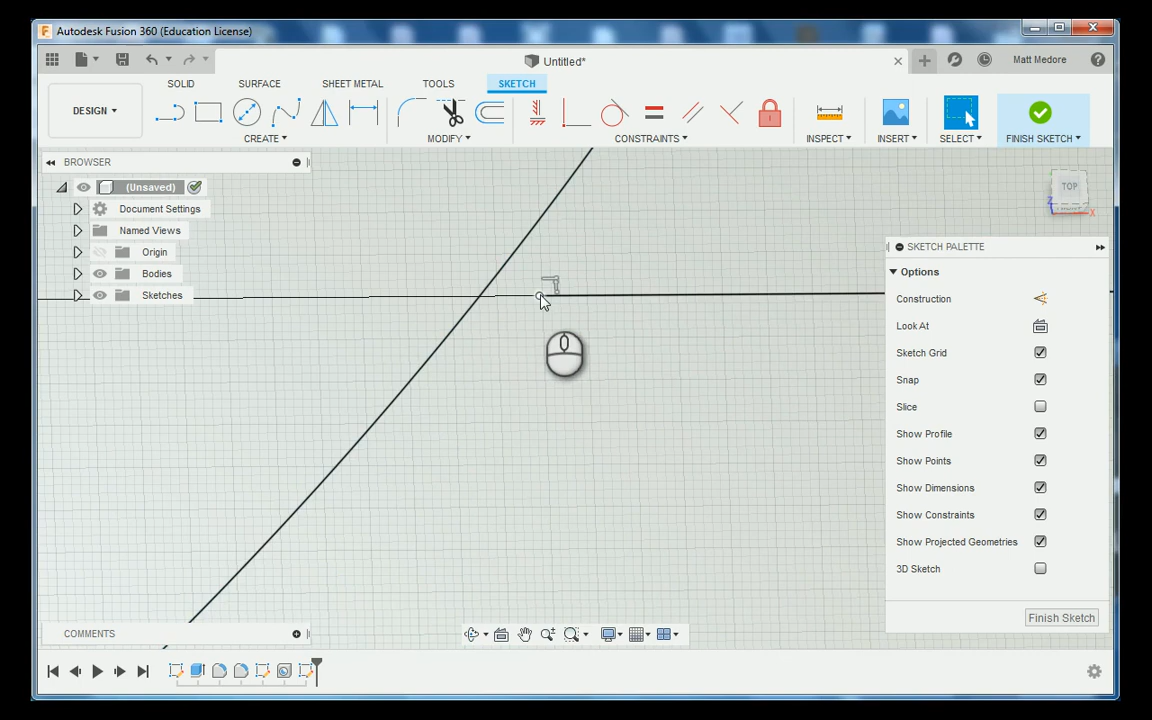 Autodesk Fusion 360 (Education License)
Untitled*
Matt Medore
DESIGN
SOLID
SURFACE
SHEET METAL
TOOLS
SKETCH
CREATE
MODIFY
CONSTRAINTS
INSPECT
INSERT
SELECT
FINISH SKETCH
BROWSER
(Unsaved)
Document Settings
Named Views
Origin
Bodies
Sketches
TOP
Z
X
SKETCH PALETTE
Options
Construction
Look At
Sketch Grid
Snap
Slice
Show Profile
Show Points
Show Dimensions
Show Constraints
Show Projected Geometries
3D Sketch
Finish Sketch
COMMENTS